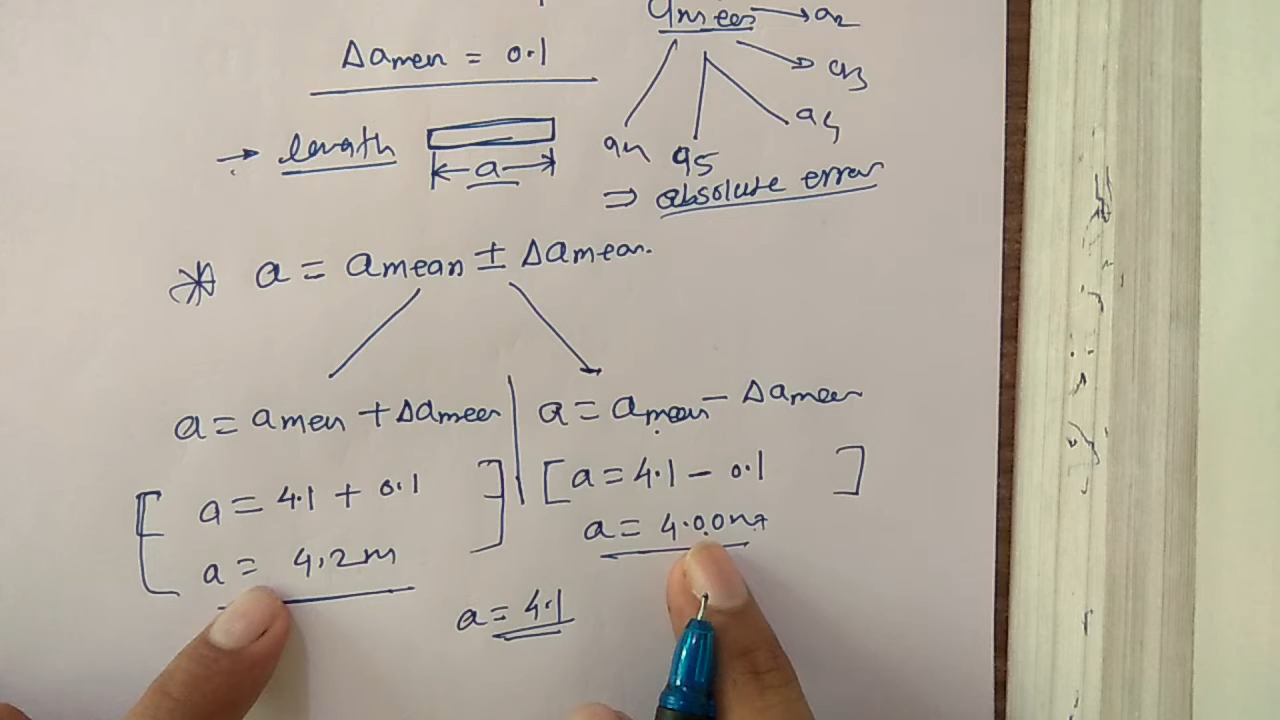 amean → a2
Δamen = 0.1
a3
a4
→ length
a
an a5
⇒ absolute error
* a = amean ± Δamean.
a = amen + Δameen
a = amean - Δameen
[ a = 4.1 + 0.1 ]
[ a = 4.1 - 0.1 ]
a = 4.2m
a = 4.00m
a = 4.1